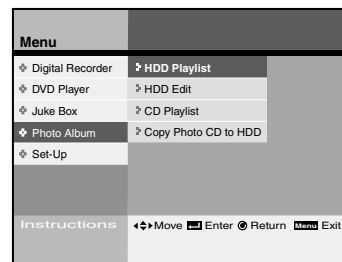 Menu
Digital Recorder
HDD Playlist
DVD Player
HDD Edit
Juke Box
CD Playlist
Photo Album
Copy Photo CD to HDD
Set-Up
Instructions
Move Enter Return Menu Exit